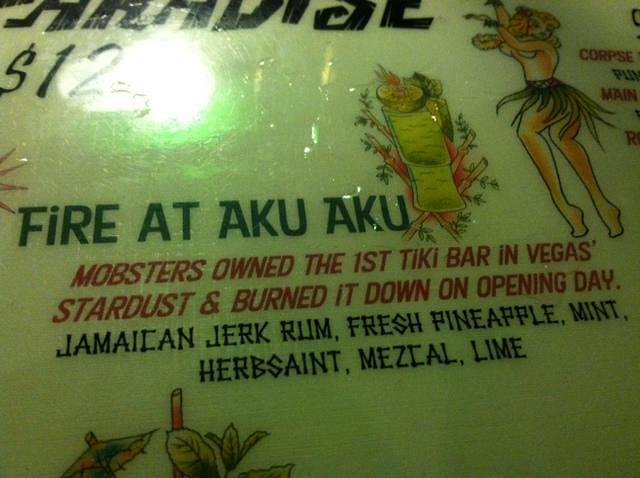 PARADISE
$12
CORPSE
MAIN
FiRE AT AKU AKU
MOBSTERS OWNED THE 1ST TiKi BAR iN VEGAS'
STARDUST & BURNED iT DOWN ON OPENING DAY.
JAMAICAN JERK RUM, FRESH PINEAPPLE, MINT,
HERBSAINT, MEZCAL, LIME